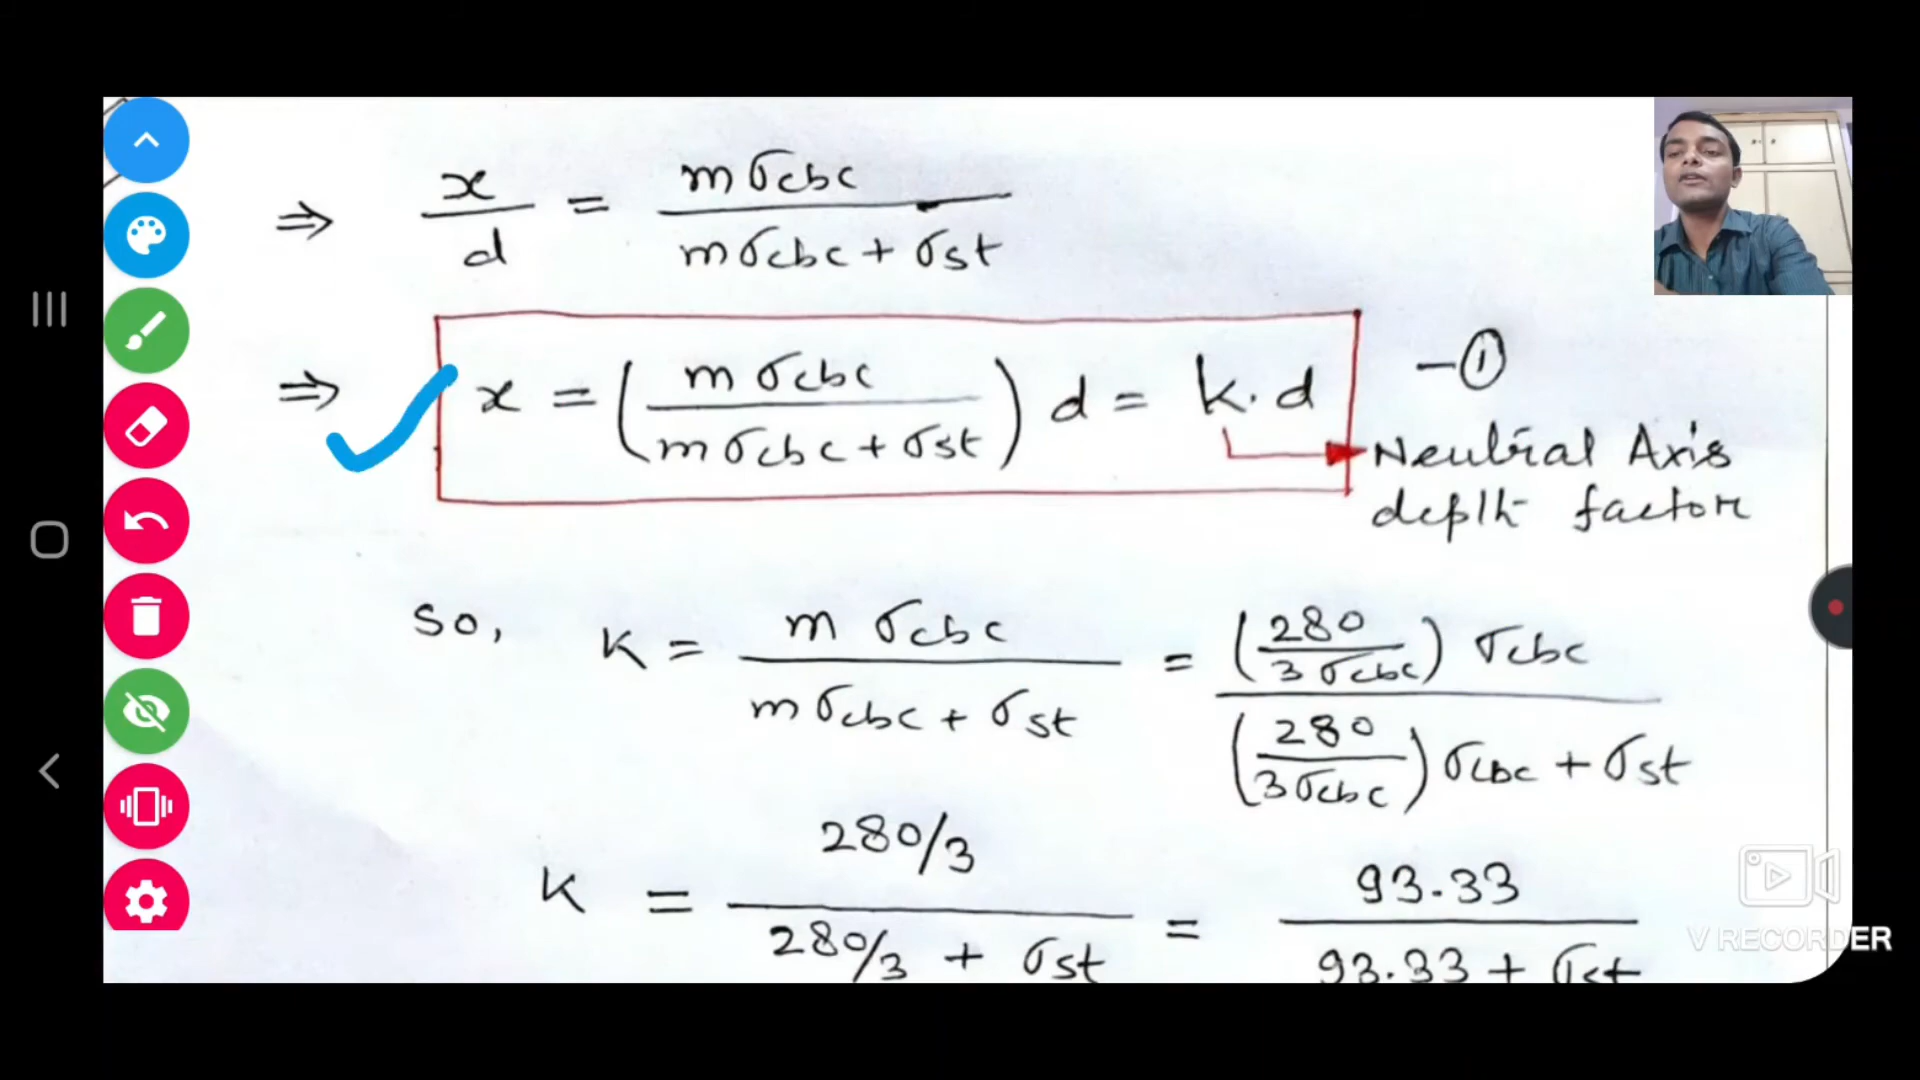 ⇒ x/d = mσcbc / (mσcbc + σst)
⇒ x = (mσcbc / (mσcbc + σst)) d = k.d -①
Neutral Axis
depth factor
So, K = mσcbc / (mσcbc + σst) = (280/3σcbc) σcbc / ((280/3σcbc) σcbc + σst)
K = 280/3 / (280/3 + σst) = 93.33 / (93.33 + σst)
V RECORDER